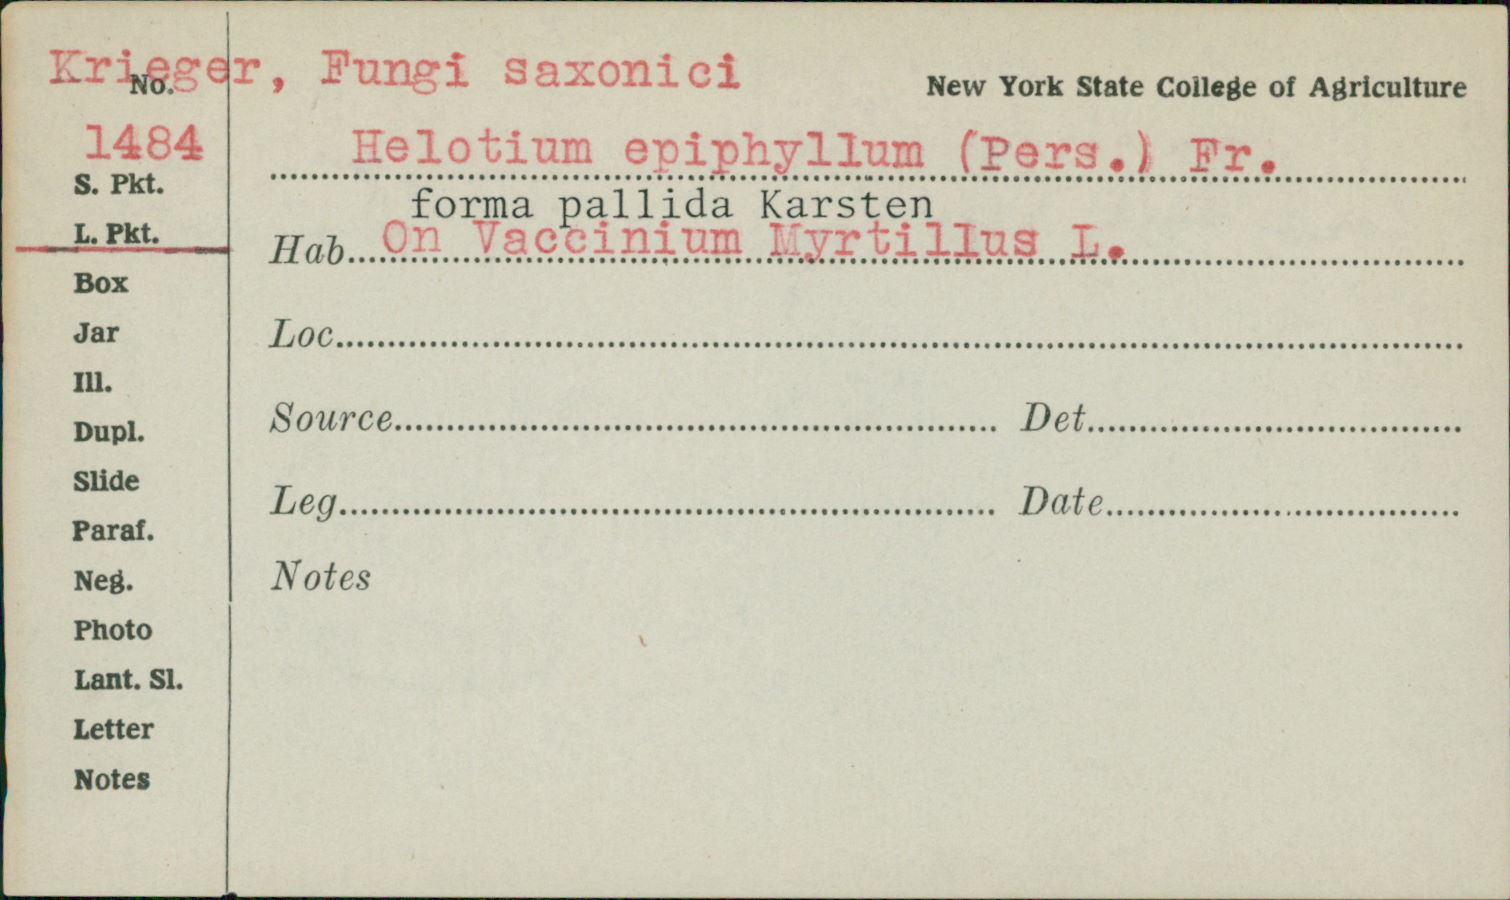 Krieger, Fungi saxonici
No.
New York State College of Agriculture
1484
Helotium epiphyllum (Pers.) Fr.
S. Pkt.
forma pallida Karsten
L. Pkt.
Hab. On Vaccinium Myrtillus L.
Box
Jar
Loc.
Ill.
Dupl.
Source
Det.
Slide
Leg.
Date
Paraf.
Neg.
Notes
Photo
Lant. Sl.
Letter
Notes